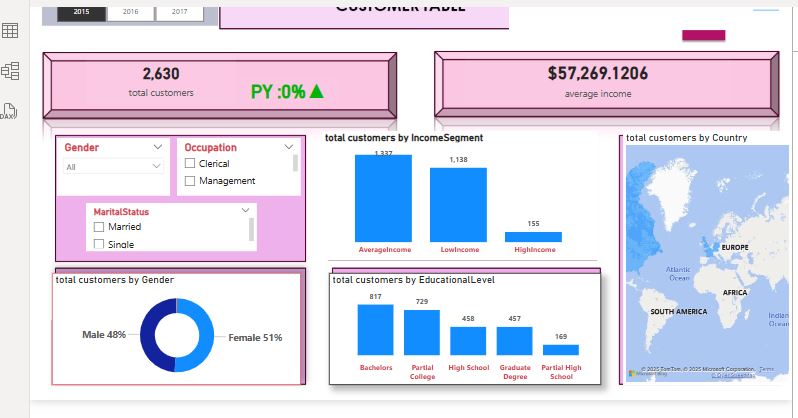 2015 2016 2017
CUSTOMER TABLE
2,630
total customers
PY :0% ▲
$57,269.1206
average income
Gender
All
Occupation
Clerical
Management
MaritalStatus
Married
Single
total customers by IncomeSegment
1,337
1,138
155
AverageIncome LowIncome HighIncome
total customers by Country
EUROPE
Atlantic
Ocean
AFRICA
SOUTH AMERICA
Indian
Ocean
© 2025 TomTom, © 2025 Microsoft Corporation, Terms
Microsoft Bing
© OpenStreetMap
total customers by Gender
Male 48%
Female 51%
total customers by EducationalLevel
817
729
458
457
169
Bachelors
Partial
College
High School
Graduate
Degree
Partial High
School
DAX